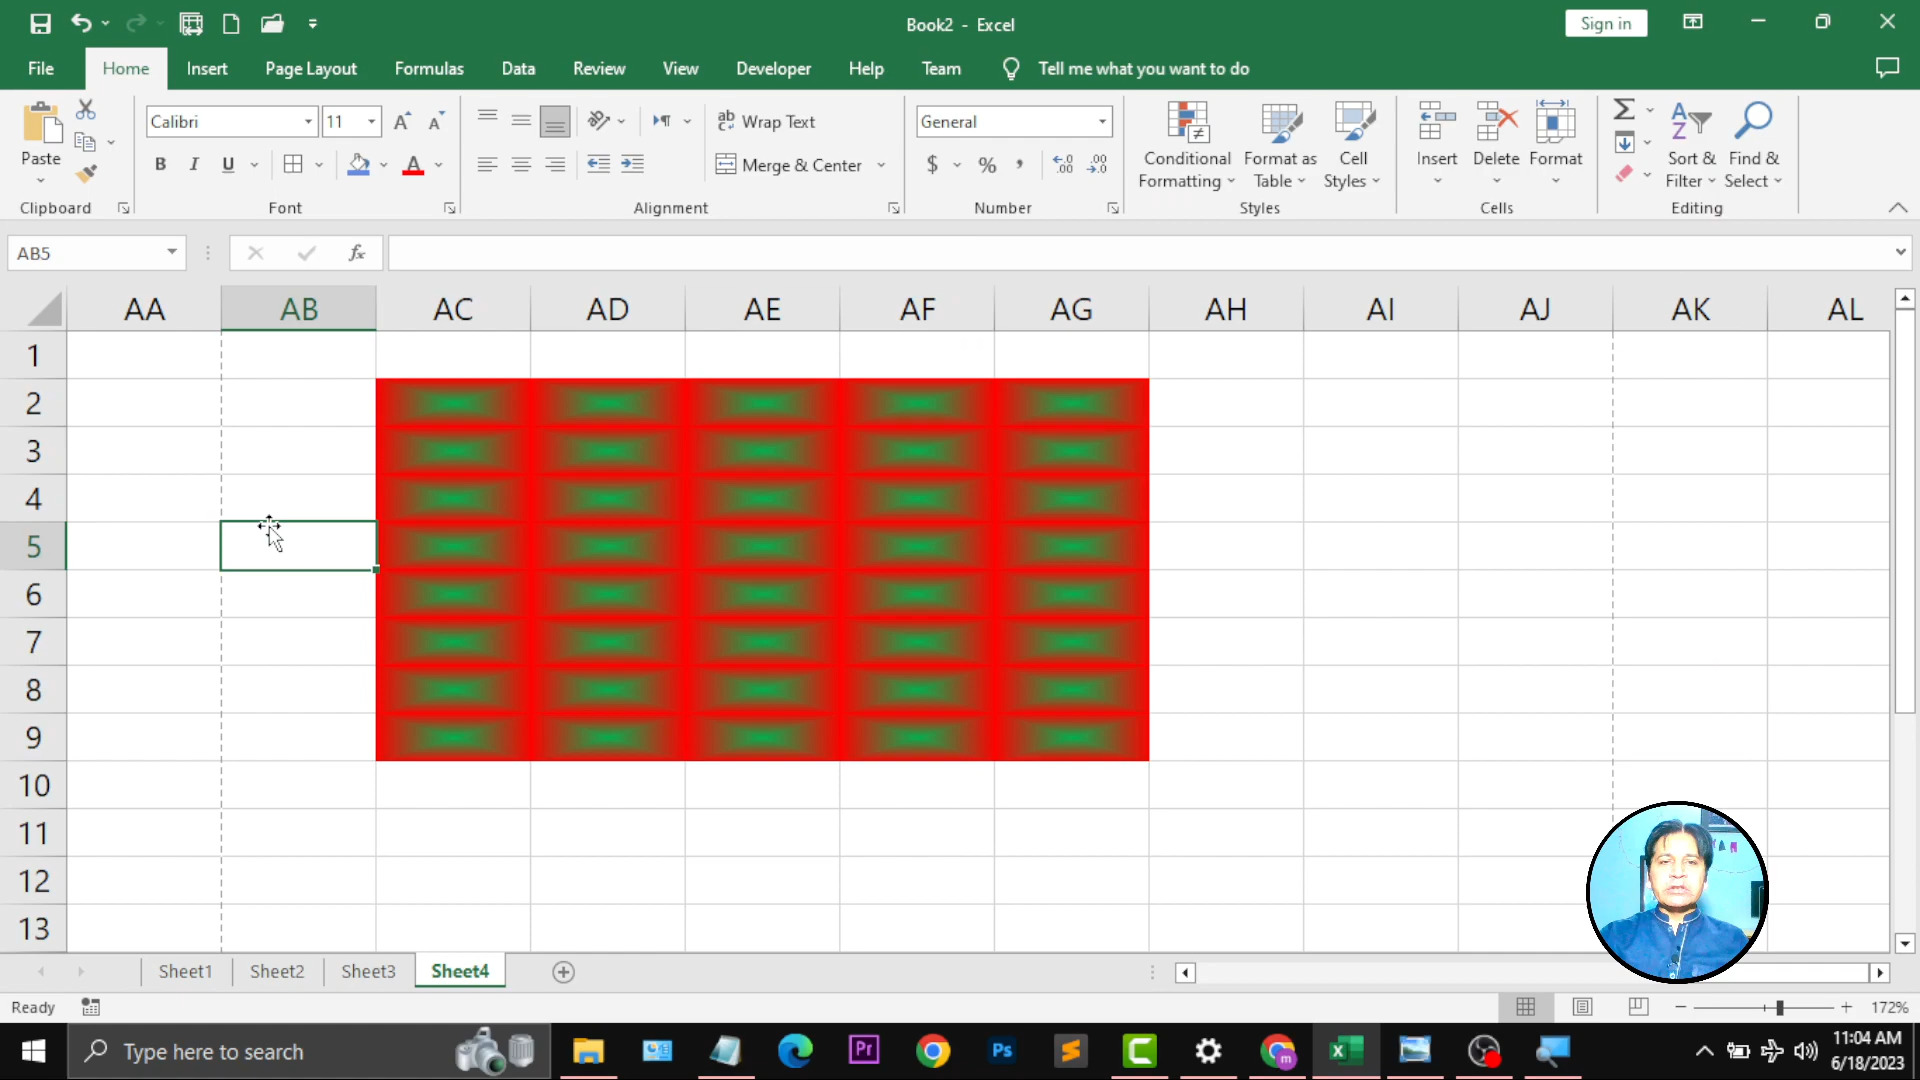 Book2 - Excel
Sign in
File Home Insert Page Layout Formulas Data Review View Developer Help Team Tell me what you want to do
Paste
Clipboard
Calibri 11
B I U A
Font
ab Wrap Text
Merge & Center
Alignment
General
$ % ,
Number
Conditional Formatting
Format as Table
Cell Styles
Styles
Insert Delete Format
Cells
Sort & Filter
Find & Select
Editing
AB5 fx
AA AB AC AD AE AF AG AH AI AJ AK AL
1
2
3
4
5
6
7
8
9
10
11
12
13
Sheet1 Sheet2 Sheet3 Sheet4
Ready 172%
Type here to search
Pr
Ps
11:04 AM
6/18/2023